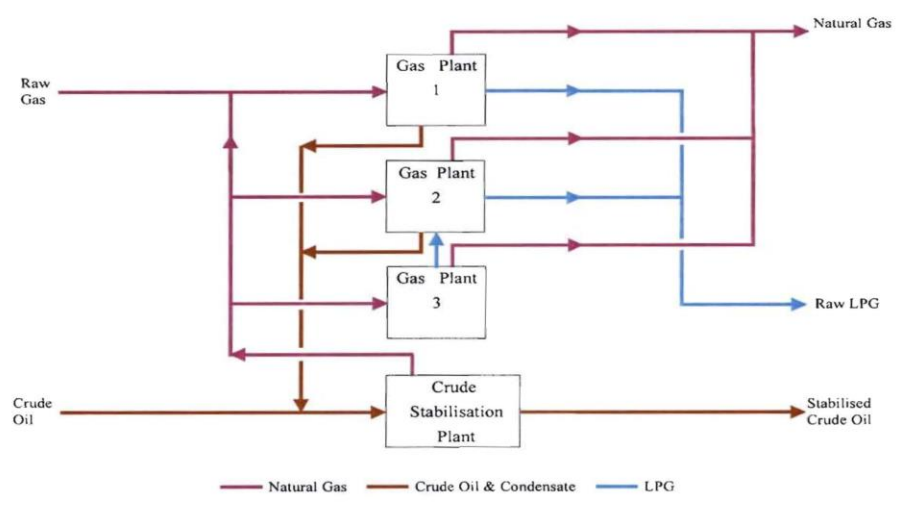 Natural Gas
Raw
Gas
Gas Plant
1
Gas Plant
2
Gas Plant
3
Raw LPG
Crude
Oil
Crude
Stabilisation
Plant
Stabilised
Crude Oil
Natural Gas
Crude Oil & Condensate
LPG